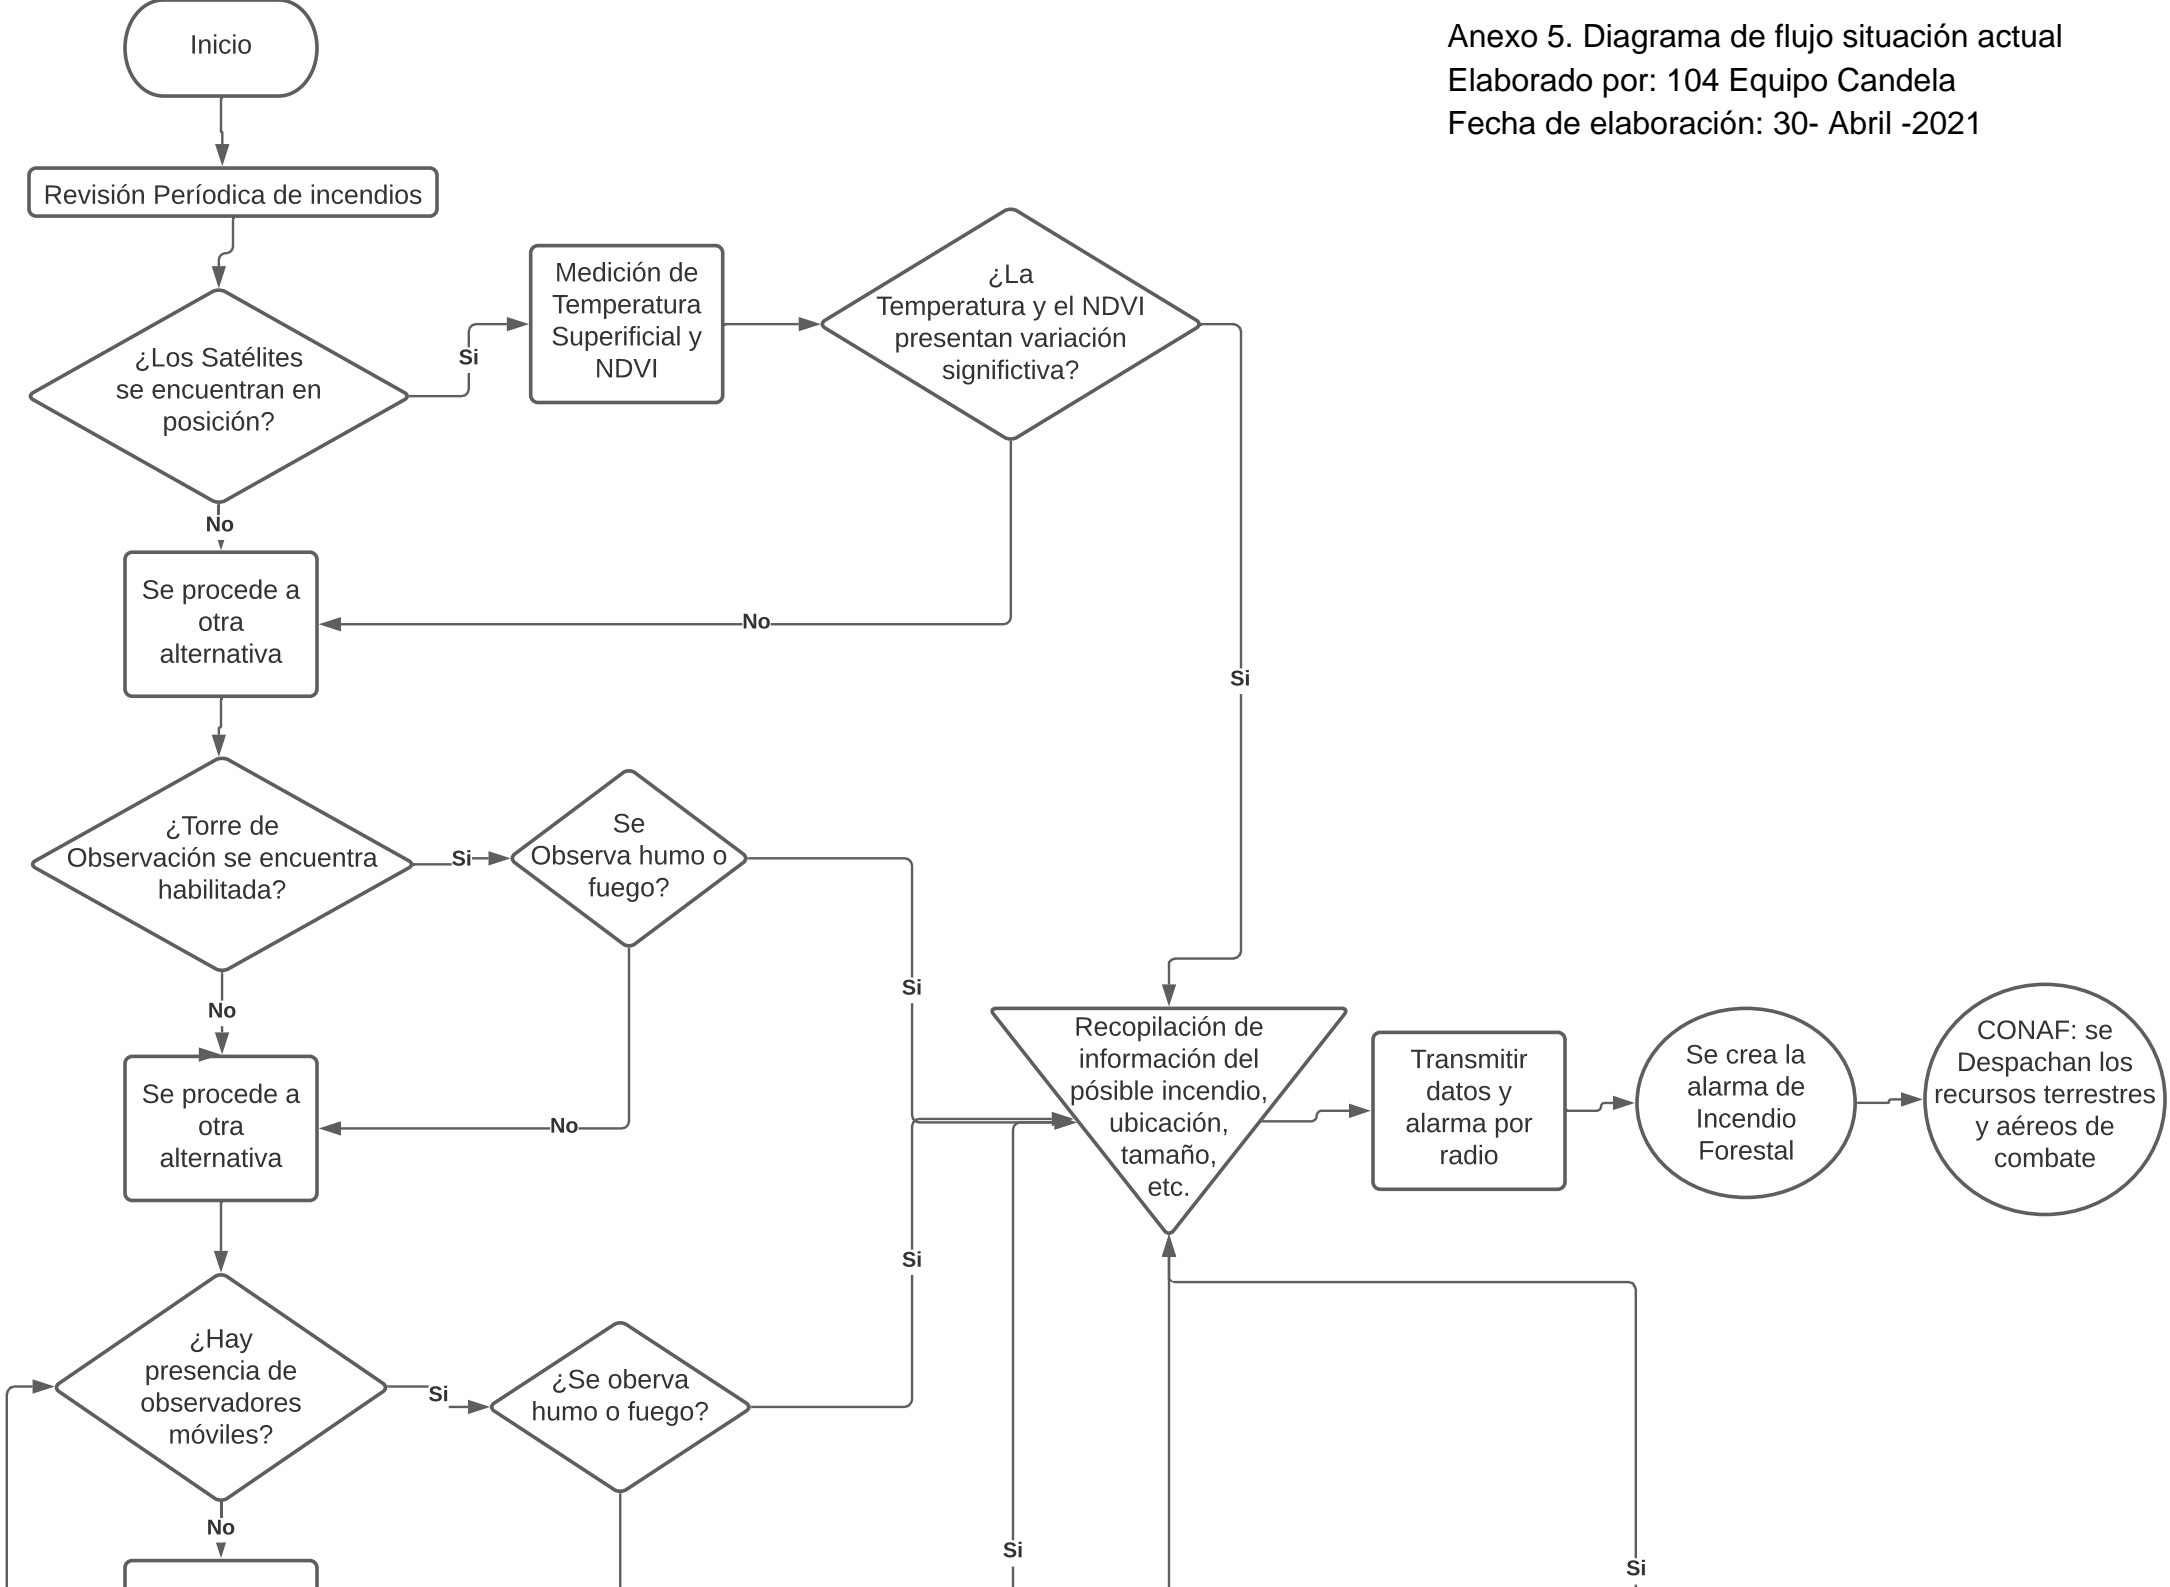 Inicio
Anexo 5. Diagrama de flujo situación actual
Elaborado por: 104 Equipo Candela
Fecha de elaboración: 30- Abril -2021
Revisión Períodica de incendios
¿Los Satélites
se encuentran en
posición?
Si
Medición de
Temperatura
Superificial y
NDVI
¿La
Temperatura y el NDVI
presentan variación
significtiva?
No
Se procede a
otra
alternativa
No
Si
¿Torre de
Observación se encuentra
habilitada?
Si
Se
Observa humo o
fuego?
Si
No
Se procede a
otra
alternativa
No
Recopilación de
información del
pósible incendio,
ubicación,
tamaño,
etc.
Transmitir
datos y
alarma por
radio
Se crea la
alarma de
Incendio
Forestal
CONAF: se
Despachan los
recursos terrestres
y aéreos de
combate
Si
¿Hay
presencia de
observadores
móviles?
Si
¿Se oberva
humo o fuego?
No
Si
Si